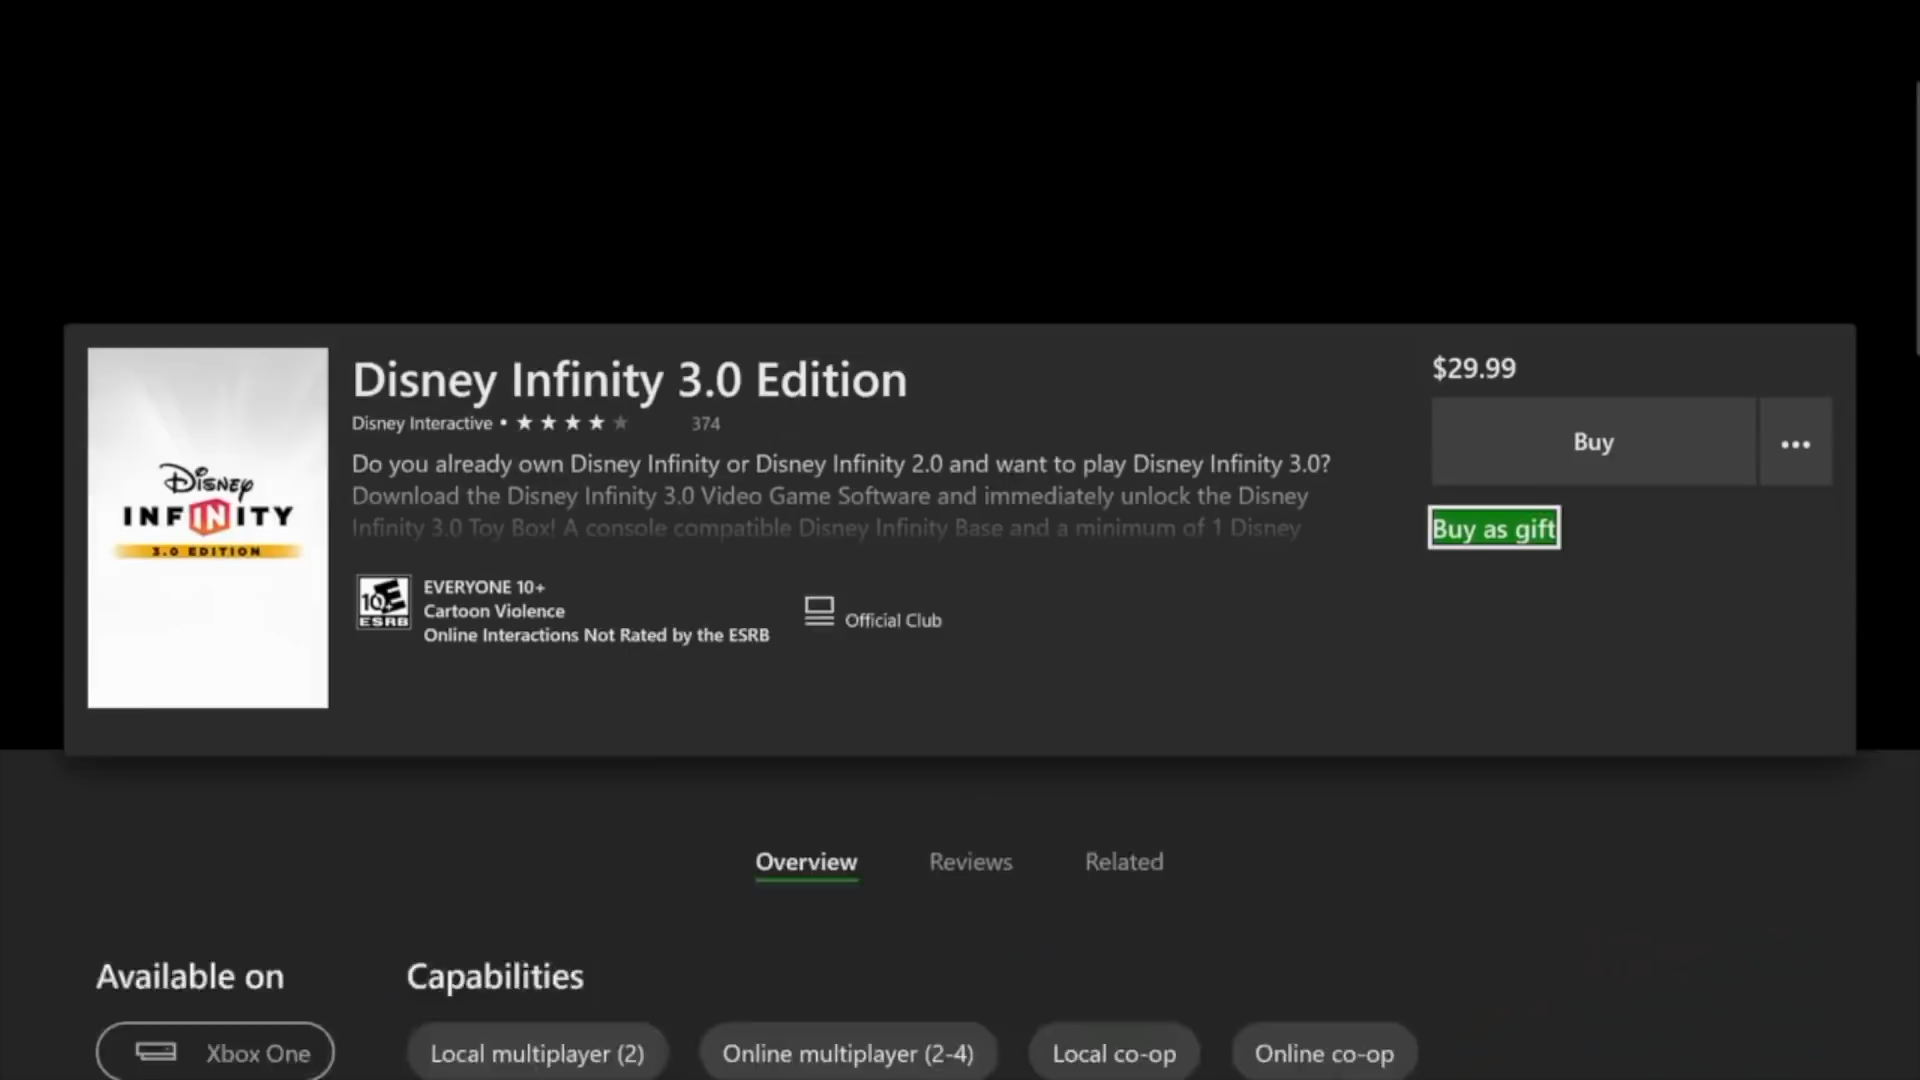 Disney Infinity 3.0 Edition
Disney Interactive • ★★★★★ 374
Do you already own Disney Infinity or Disney Infinity 2.0 and want to play Disney Infinity 3.0?
Download the Disney Infinity 3.0 Video Game Software and immediately unlock the Disney
Infinity 3.0 Toy Box! A console compatible Disney Infinity Base and a minimum of 1 Disney
$29.99
Buy
•••
Buy as gift
DISNEY
INFINITY
3.0 EDITION
10+ E
ESRB
EVERYONE 10+
Cartoon Violence
Online Interactions Not Rated by the ESRB
Official Club
Overview
Reviews
Related
Available on
Capabilities
Xbox One
Local multiplayer (2)
Online multiplayer (2-4)
Local co-op
Online co-op